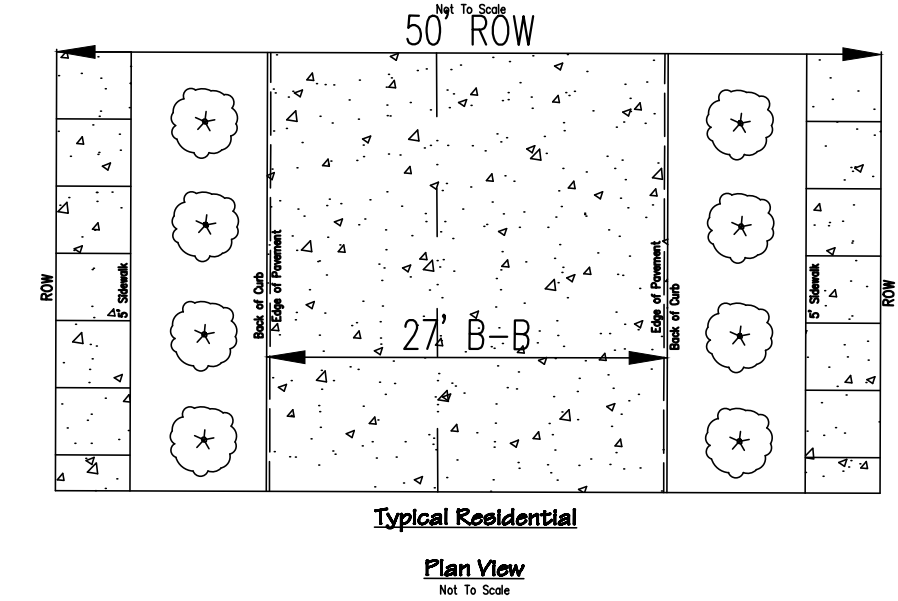 Not To Scale
50' ROW
ROW
5' Sidewalk
Back of Curb
Edge of Pavement
Edge of Pavement
Back of Curb
5' Sidewalk
ROW
27' B-B
Typical Residential
Plan View
Not To Scale